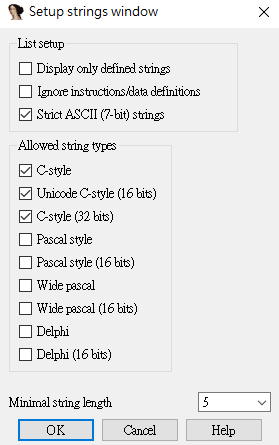 Setup strings window
List setup
Display only defined strings
Ignore instructions/data definitions
Strict ASCII (7-bit) strings
Allowed string types
C-style
Unicode C-style (16 bits)
C-style (32 bits)
Pascal style
Pascal style (16 bits)
Wide pascal
Wide pascal (16 bits)
Delphi
Delphi (16 bits)
Minimal string length 5
OK Cancel Help